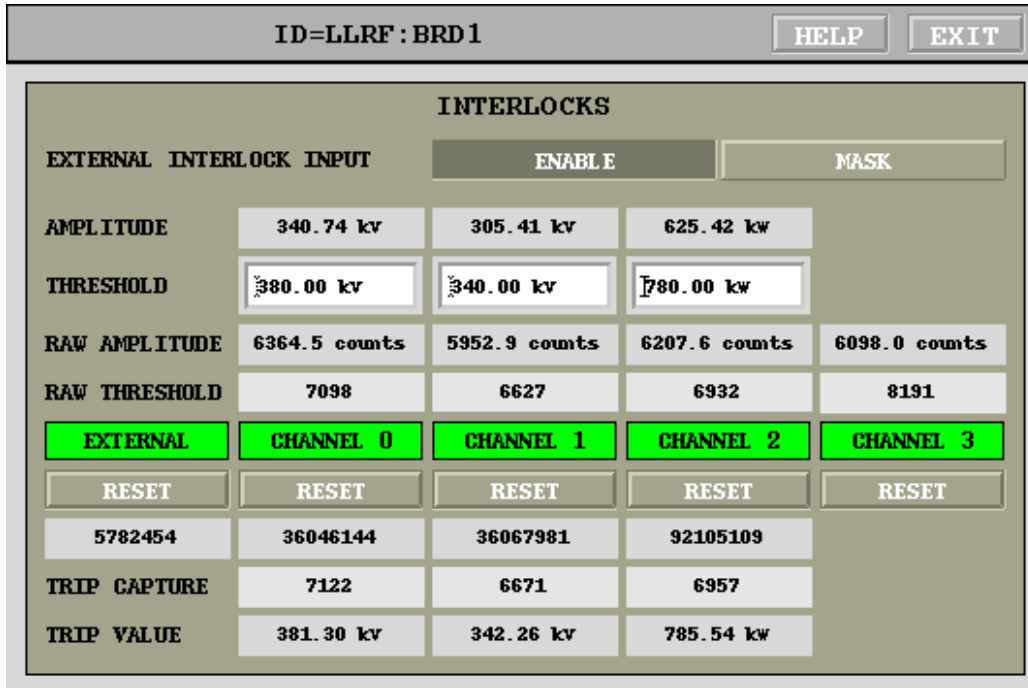 ID=LLRF:BRD1 HELP EXIT
INTERLOCKS
EXTERNAL INTERLOCK INPUT ENABLE MASK
AMPLITUDE 340.74 kv 305.41 kv 625.42 kw
THRESHOLD 380.00 kv 340.00 kv 780.00 kw
RAW AMPLITUDE 6364.5 counts 5952.9 counts 6207.6 counts 6098.0 counts
RAW THRESHOLD 7098 6627 6932 8191
EXTERNAL CHANNEL 0 CHANNEL 1 CHANNEL 2 CHANNEL 3
RESET RESET RESET RESET RESET
5782454 36046144 36067981 92105109
TRIP CAPTURE 7122 6671 6957
TRIP VALUE 381.30 kv 342.26 kv 785.54 kw